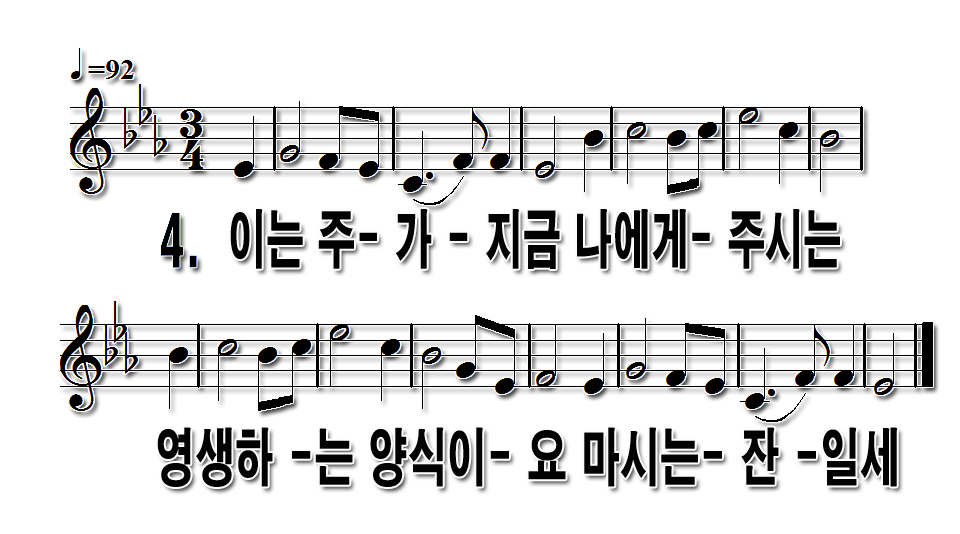 ♩=92
3
4
4. 이는 주- 가 - 지금 나에게- 주시는
영생하 -는 양식이- 요 마시는- 잔 -일세